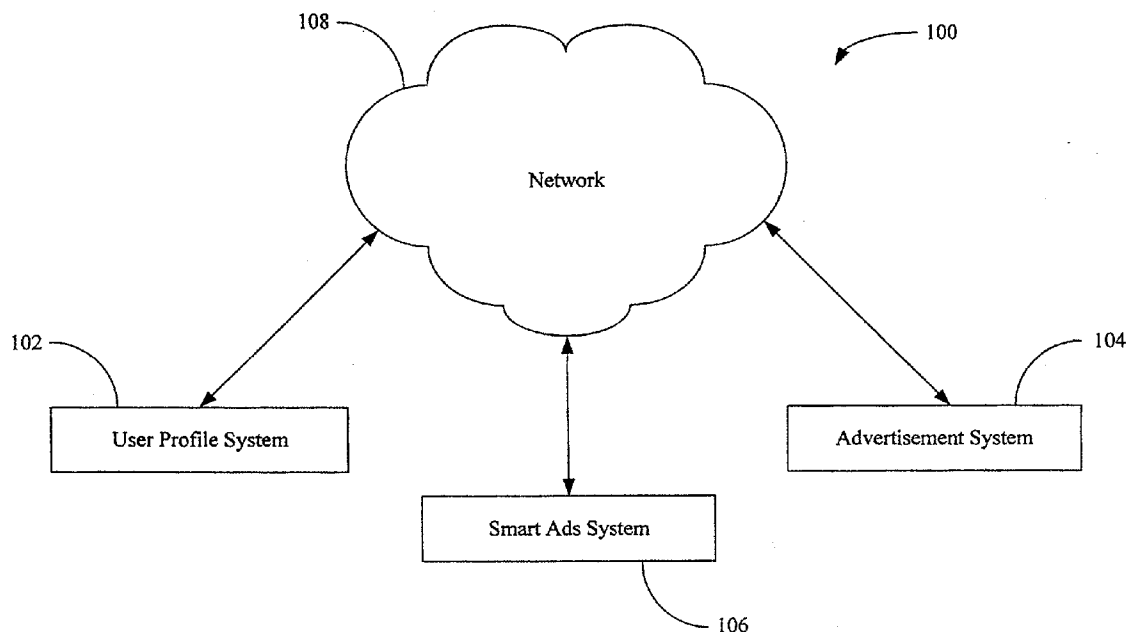 108
100
Network
102
104
User Profile System
Advertisement System
Smart Ads System
106